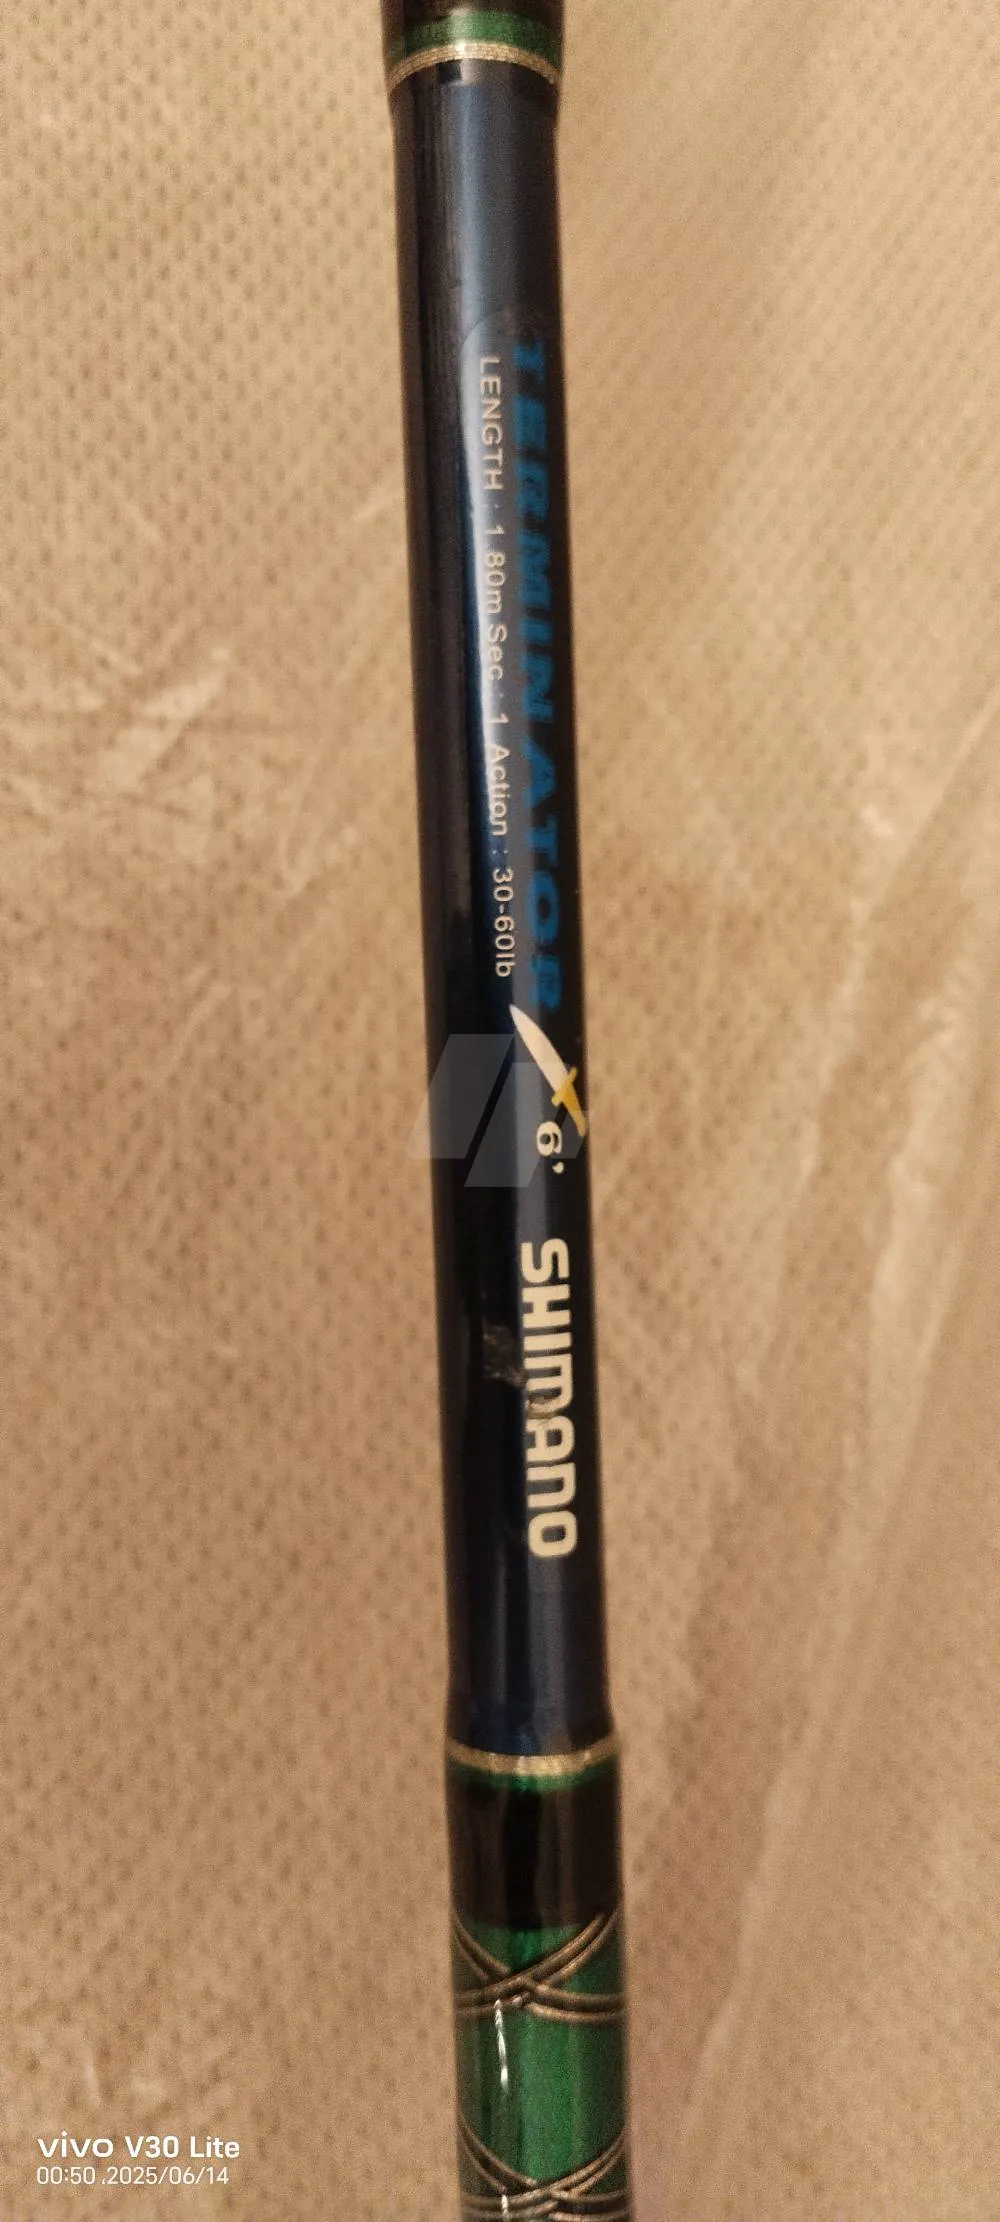 TERMINATOR 6' SHIMANO
LENGTH : 1.80m Sec : 1 Action : 30-60lb
vivo V30 Lite
00:50 .2025/06/14